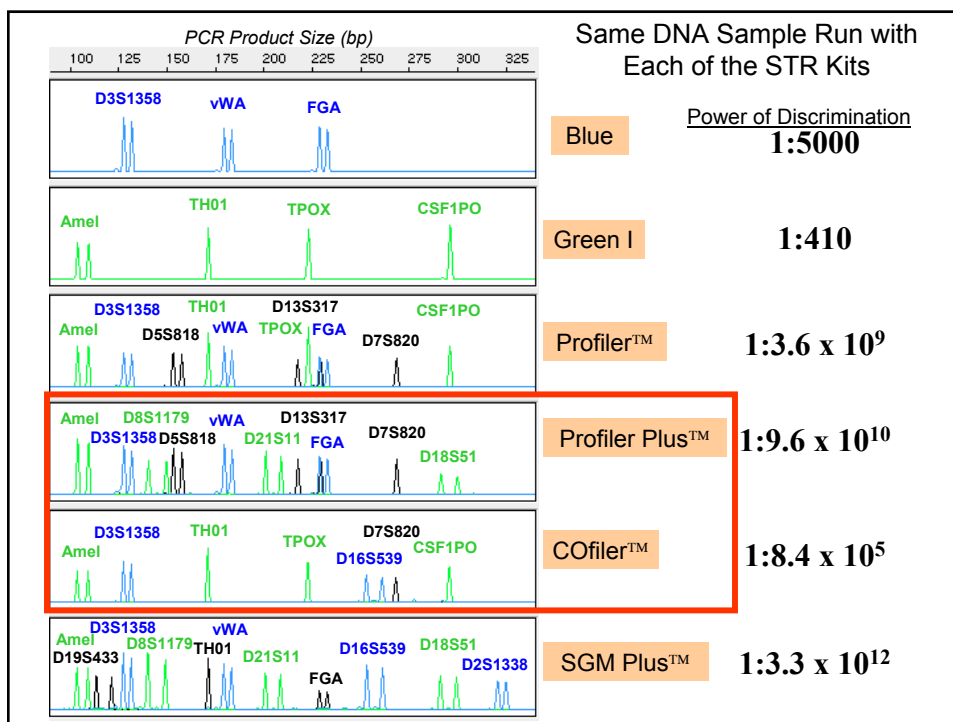 PCR Product Size (bp)
100 125 150 175 200 225 250 275 300 325
Same DNA Sample Run with
Each of the STR Kits
Power of Discrimination
D3S1358 vWA FGA
Blue
1:5000
Amel TH01 TPOX CSF1PO
Green I
1:410
D3S1358 TH01 D13S317 CSF1PO
Amel D5S818 vWA TPOX FGA D7S820
Profiler™
1:3.6 x 10⁹
Amel D8S1179 vWA D13S317
D3S1358 D5S818 D21S11 FGA D7S820 D18S51
Profiler Plus™
1:9.6 x 10¹⁰
D3S1358 TH01 D7S820
Amel TPOX D16S539 CSF1PO
COfiler™
1:8.4 x 10⁵
D3S1358 vWA
Amel D8S1179 TH01 D21S11 D16S539 D18S51
D19S433 FGA D2S1338
SGM Plus™
1:3.3 x 10¹²